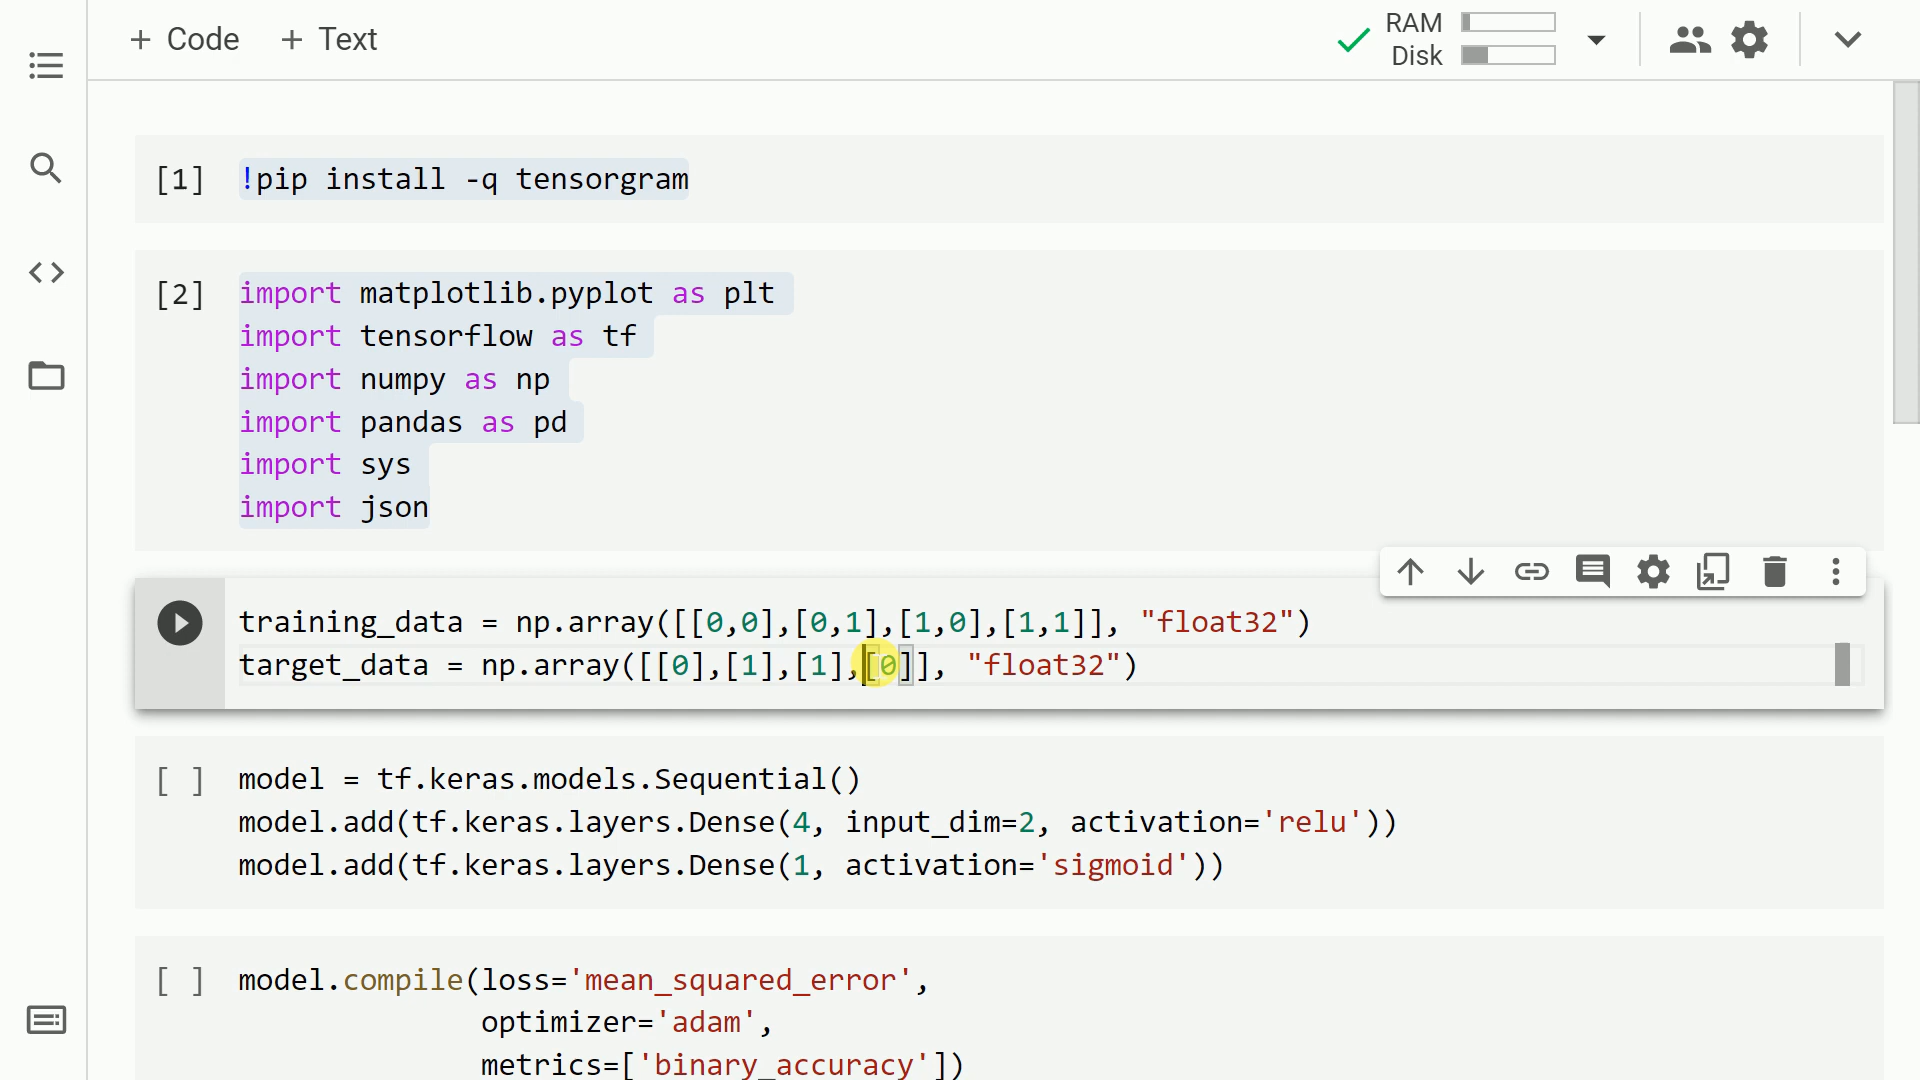 + Code + Text
RAM
Disk
[1] !pip install -q tensorgram
[2] import matplotlib.pyplot as plt
import tensorflow as tf
import numpy as np
import pandas as pd
import sys
import json
training_data = np.array([[0,0],[0,1],[1,0],[1,1]], "float32")
target_data = np.array([[0],[1],[1],[0]], "float32")
[ ] model = tf.keras.models.Sequential()
model.add(tf.keras.layers.Dense(4, input_dim=2, activation='relu'))
model.add(tf.keras.layers.Dense(1, activation='sigmoid'))
[ ] model.compile(loss='mean_squared_error',
optimizer='adam',
metrics=['binary_accuracy'])